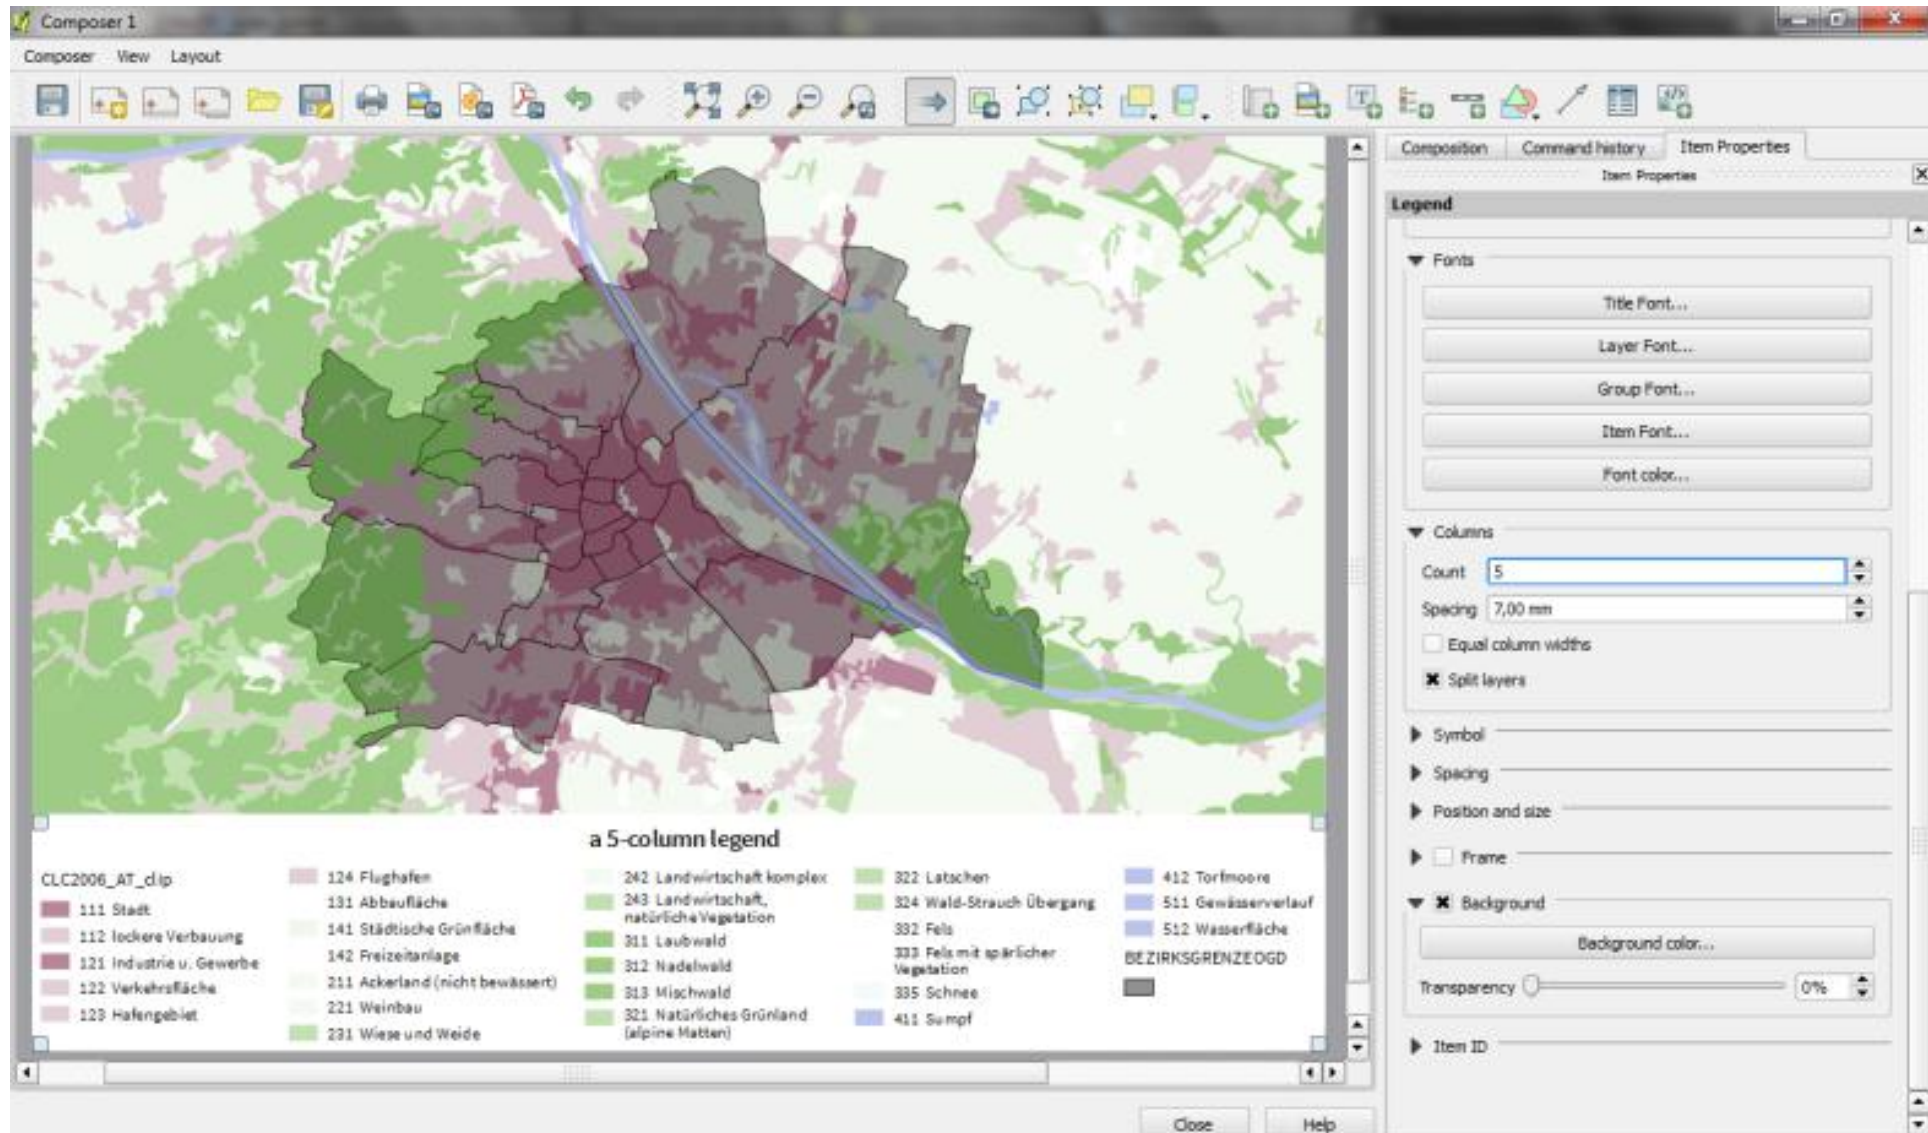 Composer 1
Composer View Layout
Composition Command history Item Properties
Item Properties
Legend
Fonts
Title Font...
Layer Font...
Group Font...
Item Font...
Font color...
Columns
Count 5
Spacing 7,00 mm
Equal column widths
Split layers
Symbol
Spacing
Position and size
Frame
Background
Background color...
Transparency 0%
Item ID
a 5-column legend
CLC2006_AT_clip
111 Stadt
112 lockere Verbauung
121 Industrie u. Gewerbe
122 Verkehrsfläche
123 Hafengebiet
124 Flughafen
131 Abbaufläche
141 Städtische Grünfläche
142 Freizeitanlage
211 Ackerland (nicht bewässert)
221 Weinbau
231 Wiese und Weide
242 Landwirtschaft komplex
243 Landwirtschaft,
natürliche Vegetation
311 Laubwald
312 Nadelwald
313 Mischwald
321 Natürliches Grünland
(alpine Matten)
322 Latschen
324 Wald-Strauch Übergang
332 Fels
333 Fels mit spärlicher
Vegetation
335 Schnee
411 Sumpf
412 Torfmoore
511 Gewässerverlauf
512 Wasserfläche
BEZIRKSGRENZEOGD
Close Help